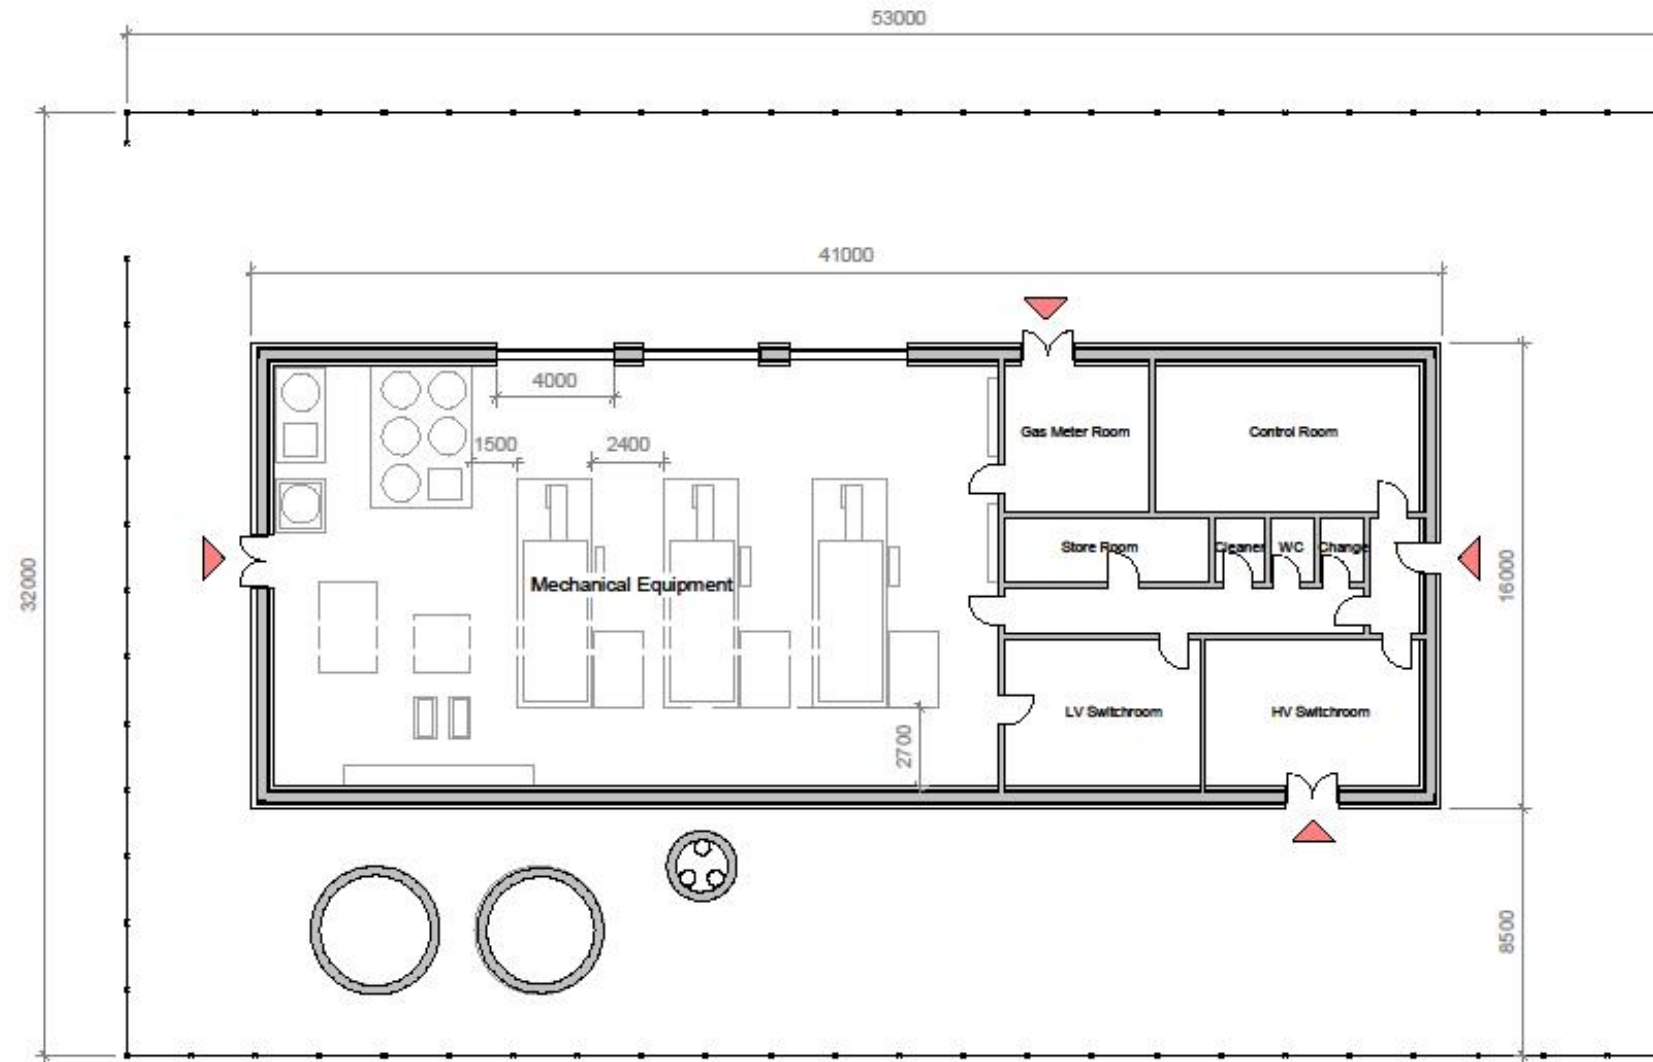 53000
41000
4000
1500
2400
Gas Meter Room
Control Room
Store Room
Cleaner
WC
Change
Mechanical Equipment
32000
16000
LV Switchroom
HV Switchroom
2700
8500